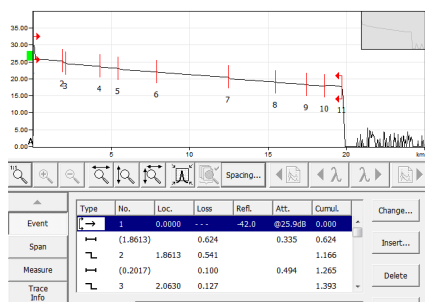 35.00
30.00
25.00
20.00
15.00
10.00
5.00
0.00
A
2 3 4 5 6 7 8 9 10 11
5 10 15 20 km
1:1
Spacing...
λ λ
Event
Span
Measure
Trace
Info
Type No. Loc. Loss Refl. Att. Cumul.
1 0.0000 --- -42.0 @25.9dB 0.000
(1.8613) 0.624 0.335 0.624
2 1.8613 0.541 1.166
(0.2017) 0.100 0.494 1.265
3 2.0630 0.127 1.393
Change...
Insert...
Delete